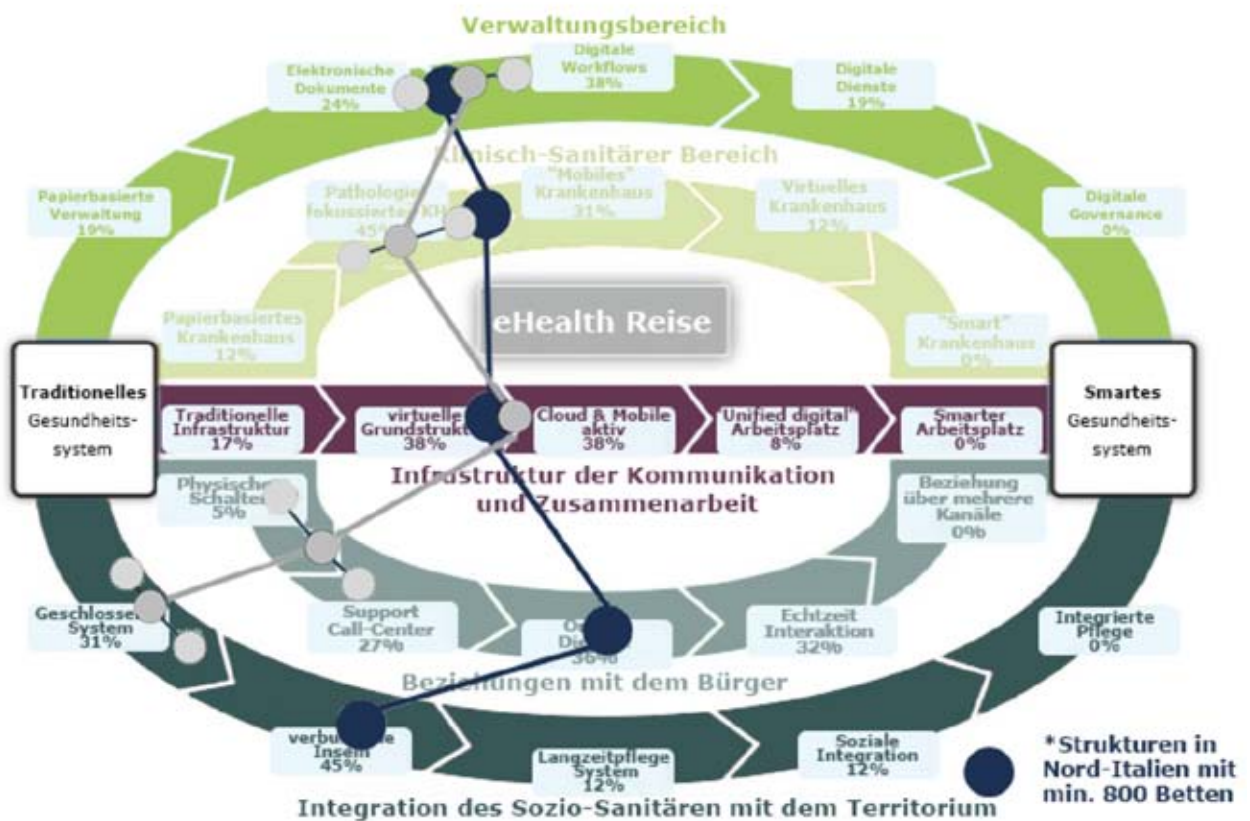 Verwaltungsbereich
Elektronische
Dokumente
24%
Digitale
Workflows
38%
Digitale
Dienste
19%
Papierbasierte
Verwaltung
19%
Digitale
Governance
0%
Klinisch-Sanitärer Bereich
Pathologie
fokussiertes KH
45%
"Mobiles"
Krankenhaus
31%
Virtuelles
Krankenhaus
12%
Papierbasiertes
Krankenhaus
12%
eHealth Reise
"Smart"
Krankenhaus
0%
Traditionelles
Gesundheits-
system
Traditionelle
Infrastruktur
17%
virtuelle
38%
Cloud & Mobile
aktiv
38%
"Unified digital"
Arbeitsplatz
8%
Smarter
Arbeitsplatz
0%
Smartes
Gesundheits-
system
Infrastruktur der Kommunikation
und Zusammenarbeit
Physischer
Schalter
5%
Support
Call-Center
27%
36%
Echtzeit
Interaktion
32%
Beziehung
über mehrere
Kanäle
0%
Beziehungen mit dem Bürger
System
31%
Inseln
45%
Langzeitpflege
System
12%
Soziale
Integration
12%
Integrierte
Pflege
0%
Integration des Sozio-Sanitären mit dem Territorium
*Strukturen in
Nord-Italien mit
min. 800 Betten